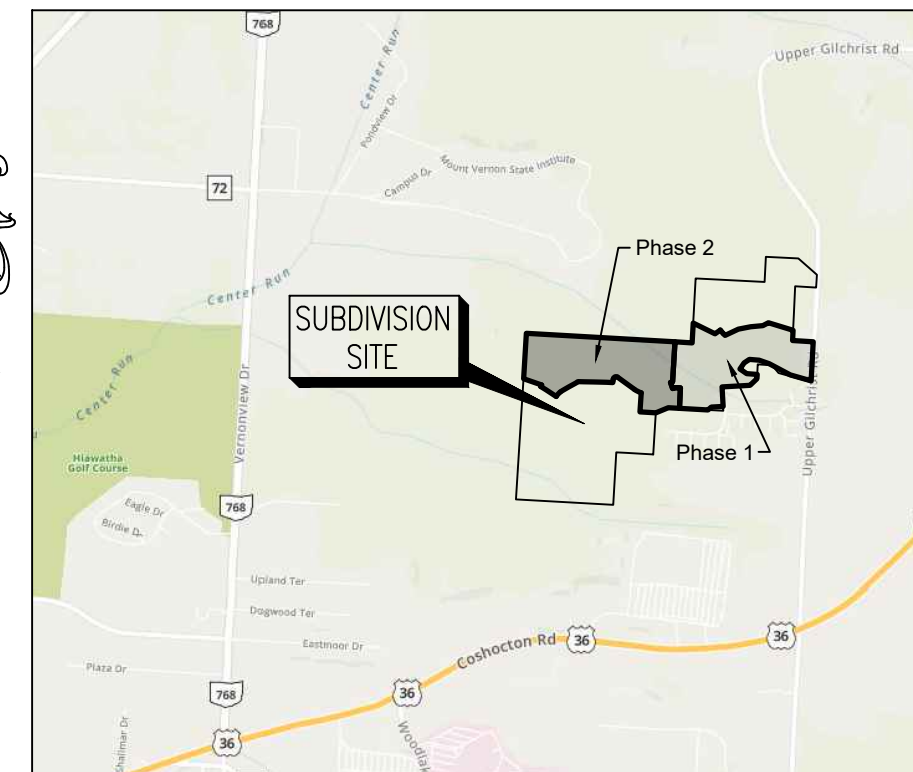 768
Upper Gilchrist Rd
Center Run
Pondview Dr
Mount Vernon State Institute
Campus Dr
72
Phase 2
Center Run
SUBDIVISION
SITE
Center Run
Vernonview Dr
Upper Gilchrist Rd
Phase 1
Hiawatha
Golf Course
768
Eagle Dr
Birdie Dr
Upland Ter
Dogwood Ter
Eastmoor Dr
Coshocton Rd
36
36
Plaza Dr
768
36
Shalimar Dr
36